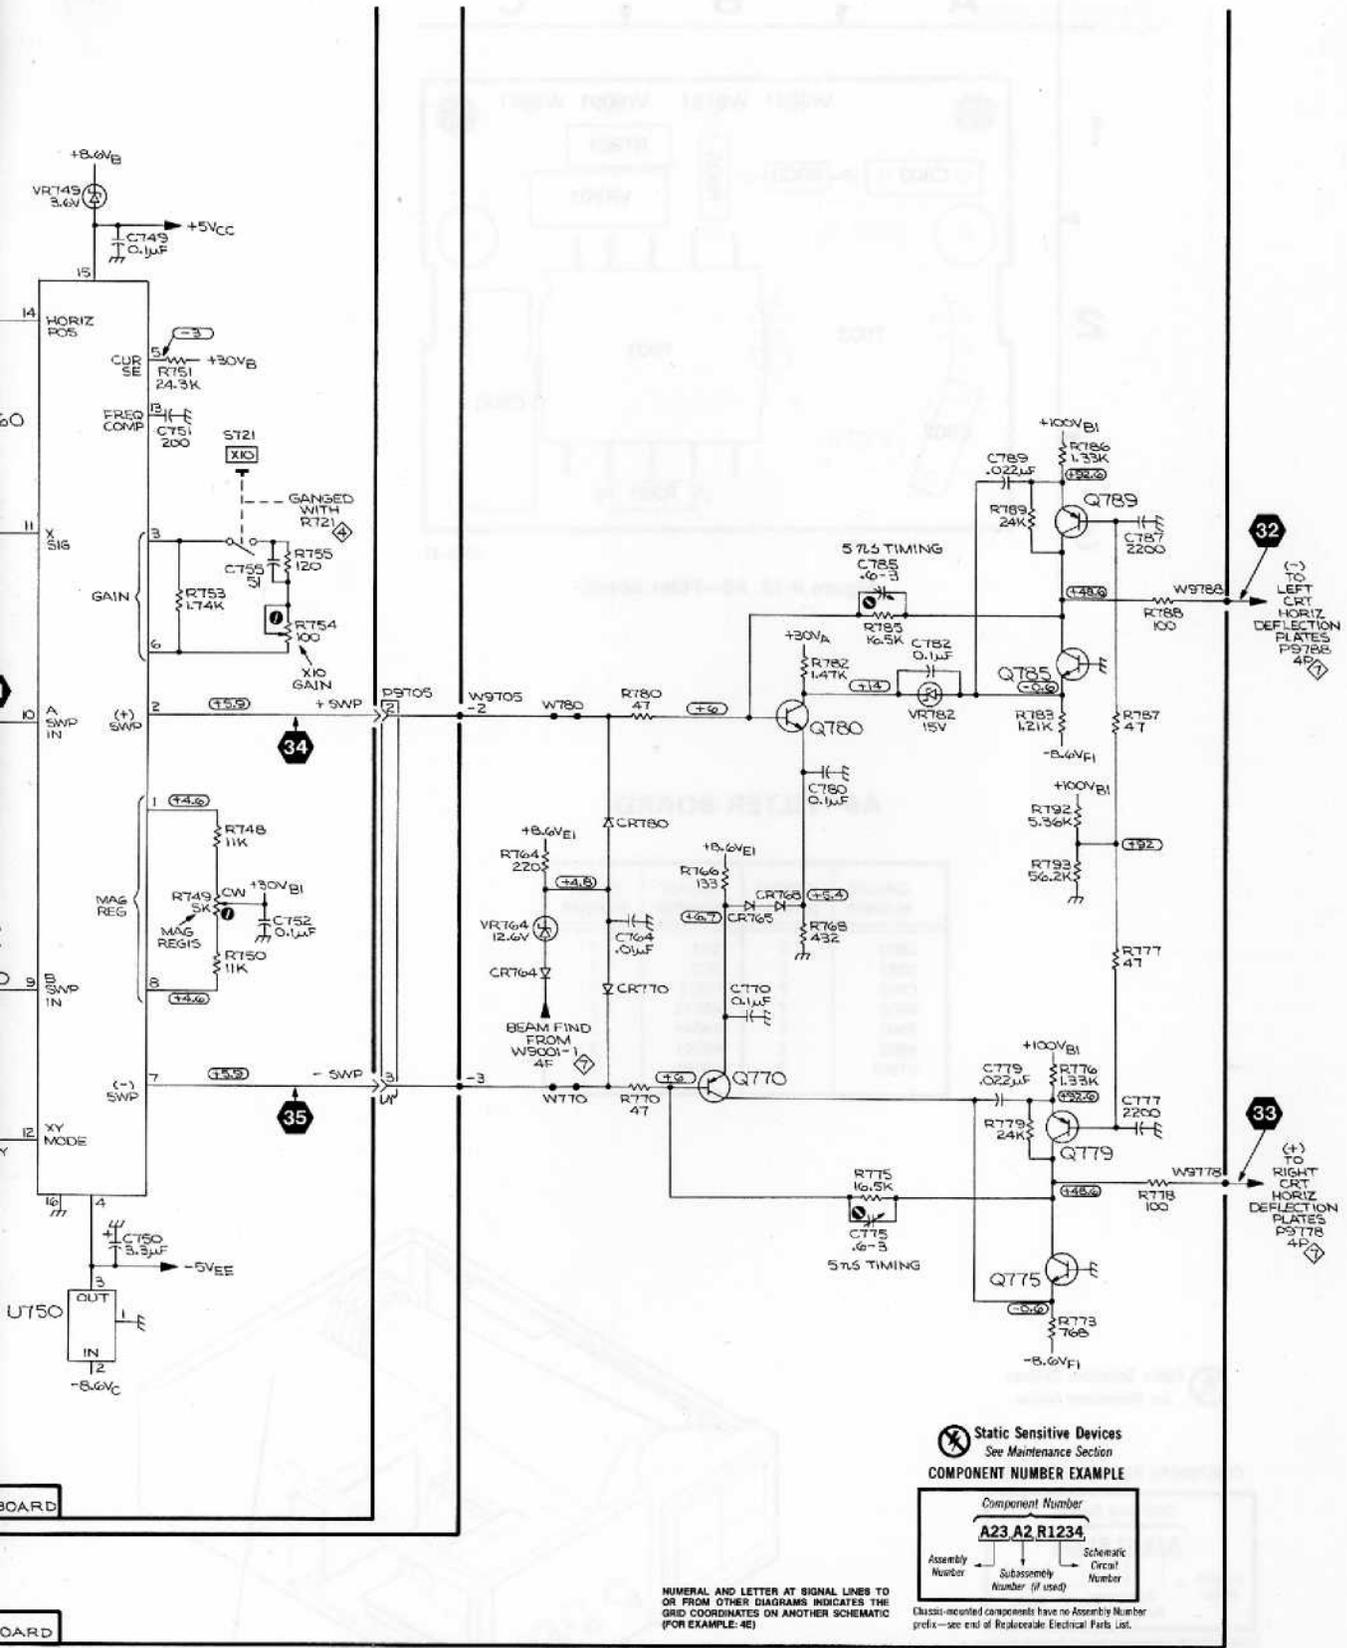 +8.6VB
VR749
3.6V
+5VCC
C749
0.1µF
15
14
HORIZ
POS
-3
5
CUR
SE
R751
24.3K
+30VB
13
FREQ
COMP
C751
200
S721
X10
GANGED
WITH
R721
4
11
X
SIG
3
GAIN
R753
1.74K
C755
51
R755
120
R754
100
6
X10
GAIN
10
A
SWP
IN
(+)
SWP
2
+5.9
+ SWP
34
P9705
2
W9705
-2
W780
R780
47
+6
Q780
1
+4.6
R748
11K
MAG
REG
R749
5K
CW
+30VB1
MAG
REGIS
C752
0.1µF
R750
11K
8
+4.6
9
B
SWP
IN
(-)
SWP
7
+5.9
- SWP
3
-3
35
12
XY
MODE
16
4
C750
3.3µF
-5VEE
3
OUT
U750
1
IN
2
-8.6VC
BOARD
OARD
+8.6VE1
R764
220
+4.8
CR780
VR764
12.6V
C764
.01µF
CR764
CR770
BEAM FIND
FROM
W9001-1
4F
7
W770
R770
47
+6
Q770
+8.6VE1
R766
133
+6.7
CR765
CR768
+5.4
R768
432
C770
0.1µF
C780
0.1µF
+30VA
R782
1.47K
+14
C782
0.1µF
VR782
15V
5 ns TIMING
C785
.6-3
R785
16.5K
C789
.022µF
+100VB1
R786
1.33K
+92.6
R789
24K
Q789
C787
2200
+48.6
R788
100
W9788
32
(-)
TO
LEFT
CRT
HORIZ
DEFLECTION
PLATES
P9788
4P
7
Q785
-0.6
R783
1.21K
-8.6VF1
R787
47
+100VB1
R792
5.36K
+92
R793
56.2K
R777
47
+100VB1
C779
.022µF
R776
1.33K
+92.6
R779
24K
Q779
C777
2200
+48.6
R778
100
W9778
33
(+)
TO
RIGHT
CRT
HORIZ
DEFLECTION
PLATES
P9778
4P
7
R775
16.5K
C775
.6-3
5 ns TIMING
Q775
-0.6
R773
768
-8.6VF1
Static Sensitive Devices
See Maintenance Section
COMPONENT NUMBER EXAMPLE
Component Number
A23 A2 R1234
Assembly
Number
Subassembly
Number (if used)
Schematic
Circuit
Number
Chassis-mounted components have no Assembly Number
prefix—see end of Replaceable Electrical Parts List.
NUMERAL AND LETTER AT SIGNAL LINES TO
OR FROM OTHER DIAGRAMS INDICATES THE
GRID COORDINATES ON ANOTHER SCHEMATIC
(FOR EXAMPLE: 4E)